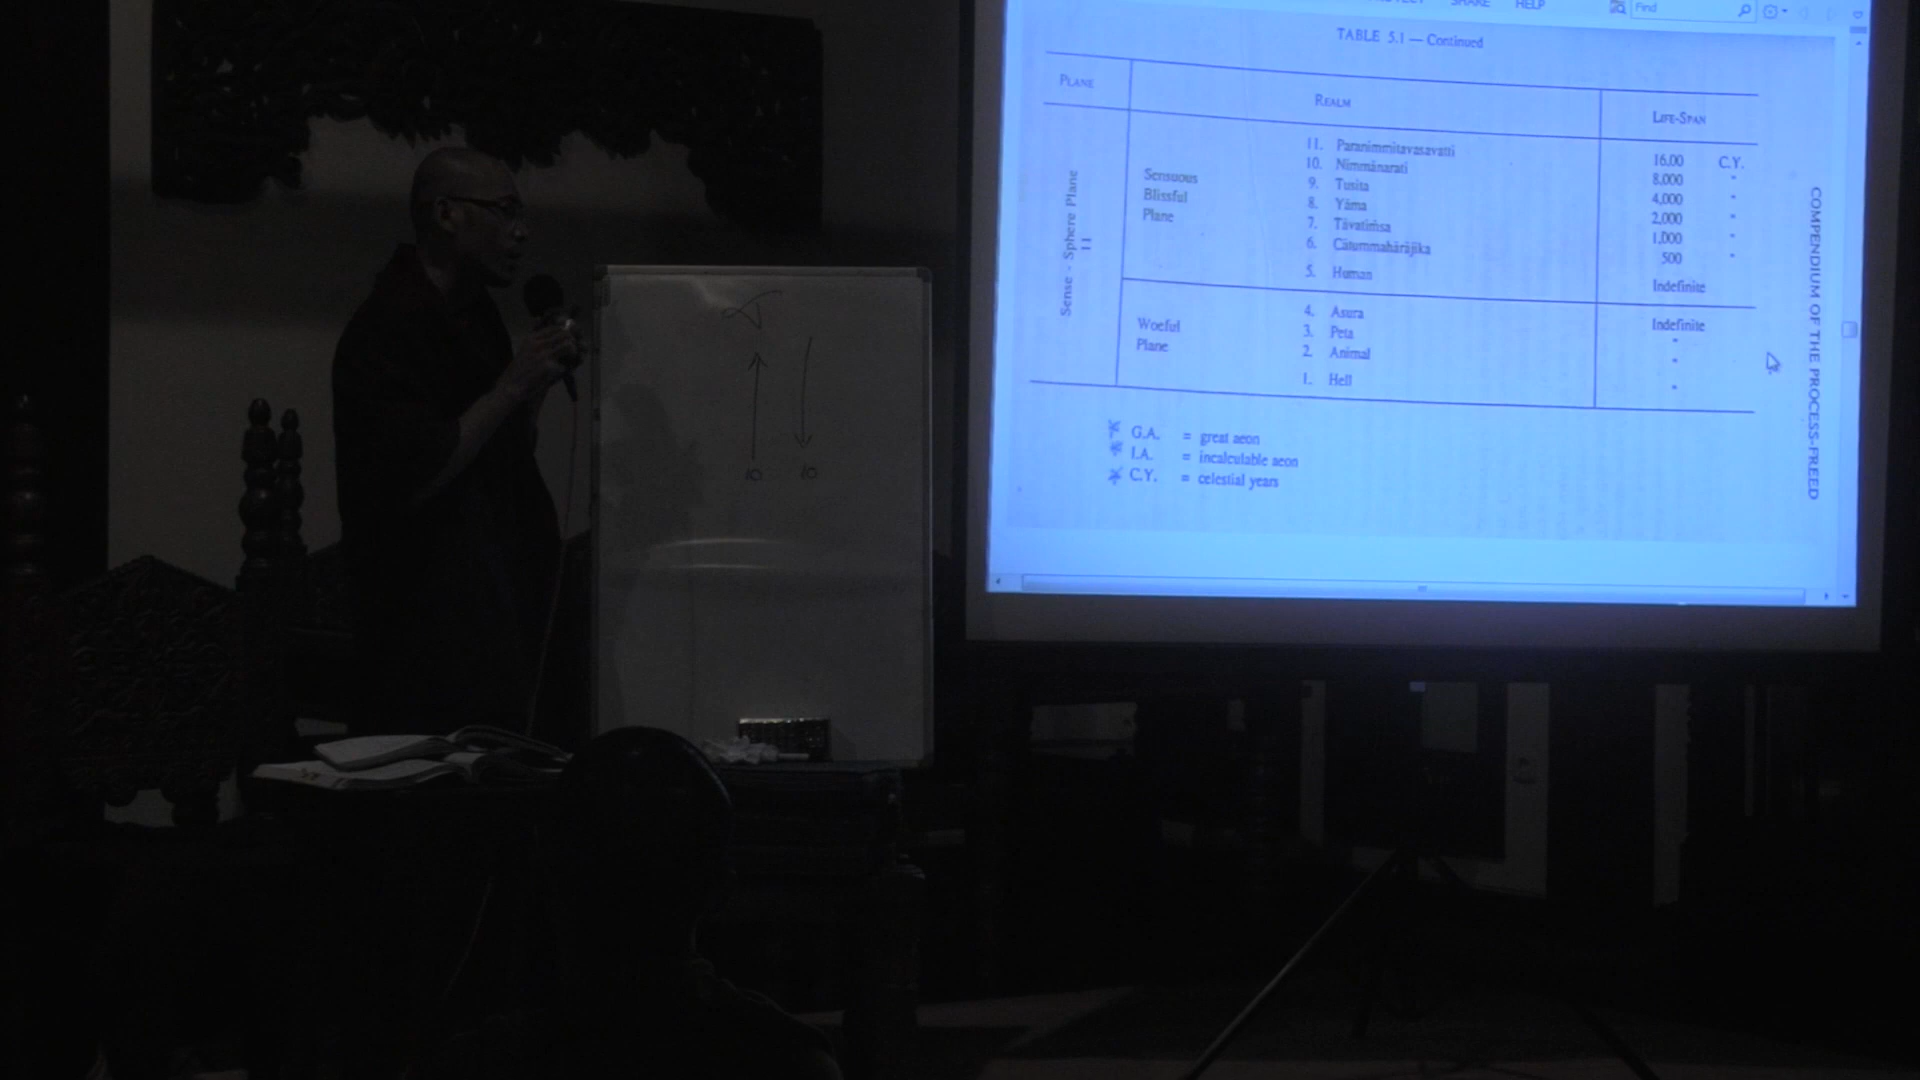 SHARE HELP Find
TABLE 5.1 — Continued
PLANE REALM LIFE-SPAN
Sense - Sphere Plane
11
Sensuous
Blissful
Plane
11. Paranimmitavasavatti 16,00 C.Y.
10. Nimmānarati 8,000 "
9. Tusita 4,000 "
8. Yāma 2,000 "
7. Tāvatiṁsa 1,000 "
6. Cātummahārājika 500 "
5. Human Indefinite
Woeful
Plane
4. Asura Indefinite
3. Peta "
2. Animal "
1. Hell "
G.A. = great aeon
I.A. = incalculable aeon
C.Y. = celestial years
COMPENDIUM OF THE PROCESS-FREED
10 10